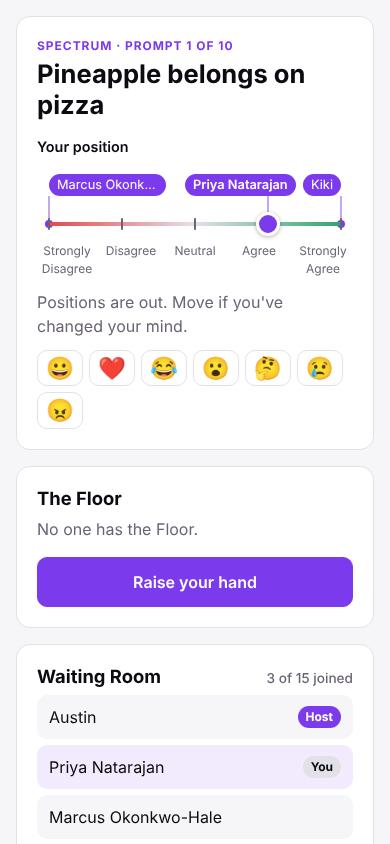 SPECTRUM · PROMPT 1 OF 10
Pineapple belongs on
pizza
Your position
Marcus Okonk...
Priya Natarajan
Kiki
Strongly Disagree
Disagree
Neutral
Agree
Strongly Agree
Positions are out. Move if you've
changed your mind.
The Floor
No one has the Floor.
Raise your hand
Waiting Room
3 of 15 joined
Austin
Host
Priya Natarajan
You
Marcus Okonkwo-Hale